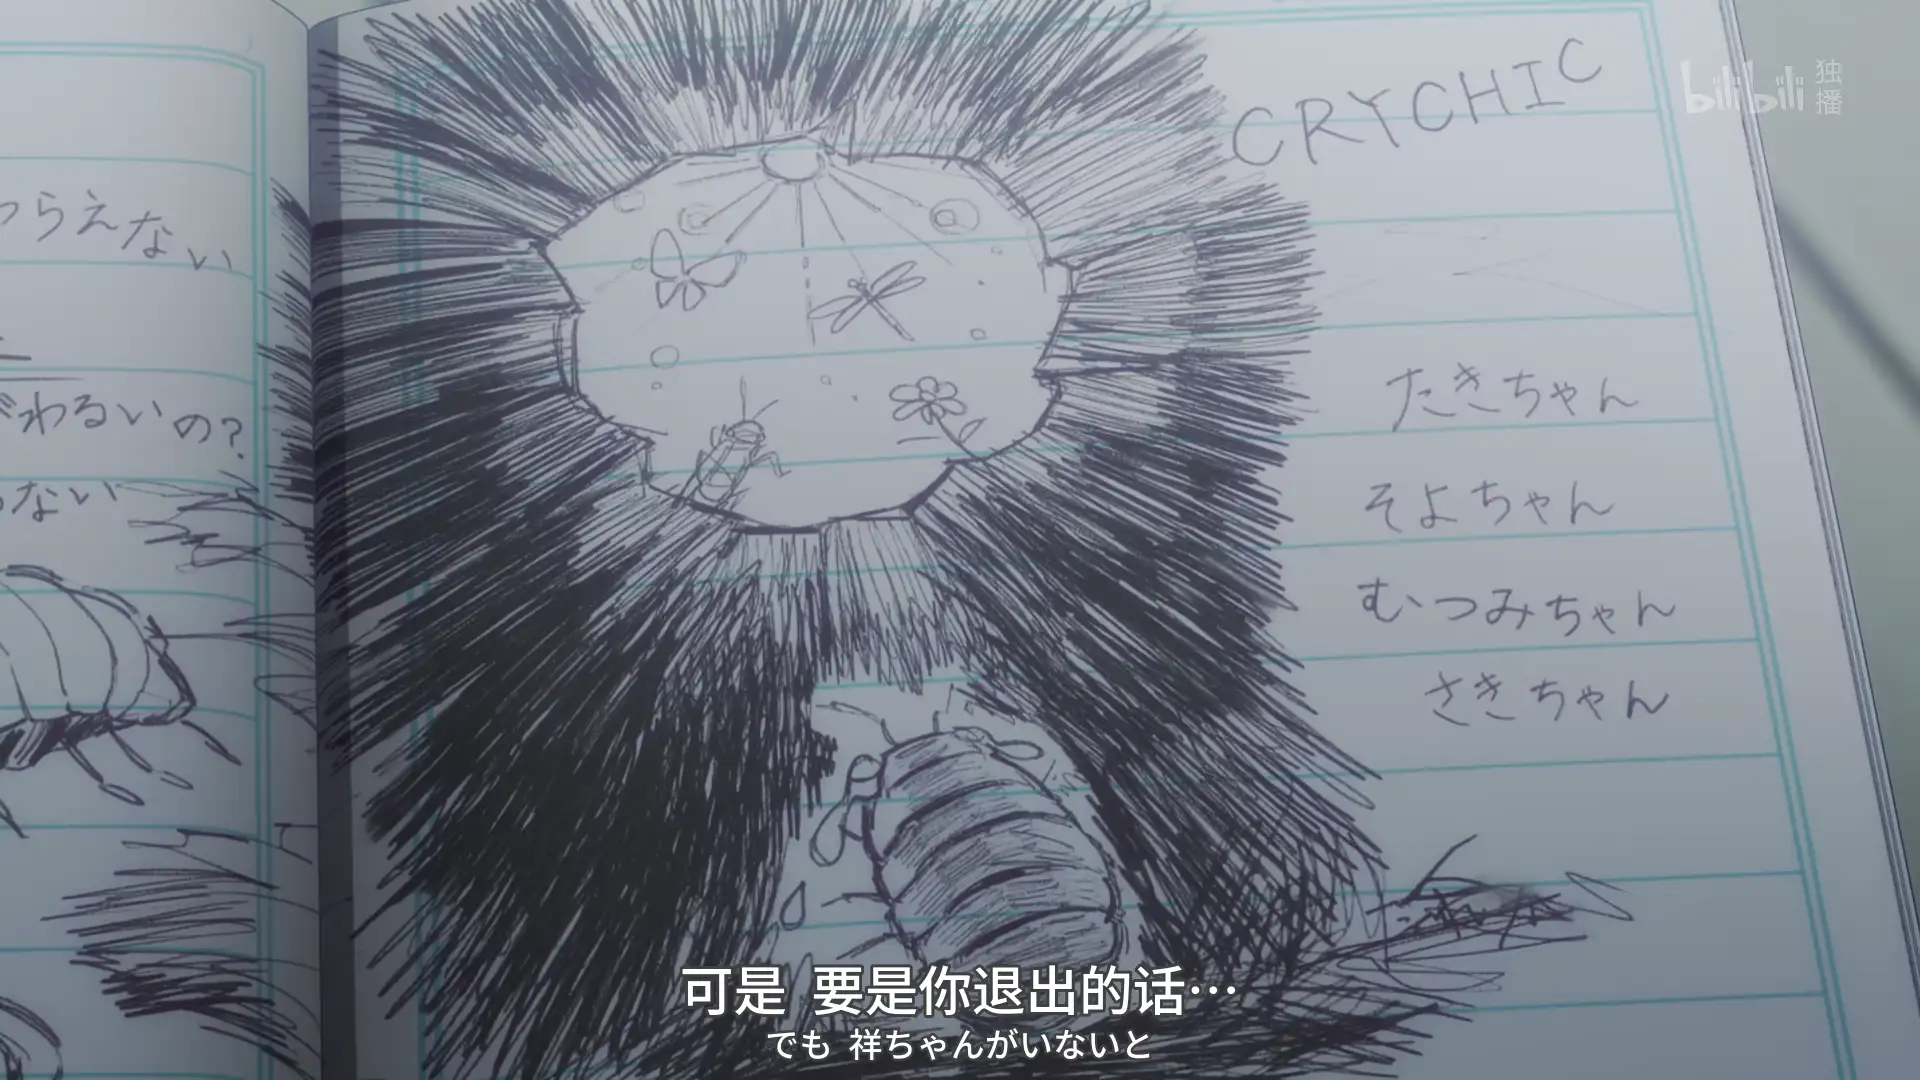 わらえない
がわるいの?
ない
CRYCHIC
たきちゃん
そよちゃん
むつみちゃん
さきちゃん
bilibili 独播
可是 要是你退出的话…
でも 祥ちゃんがいないと